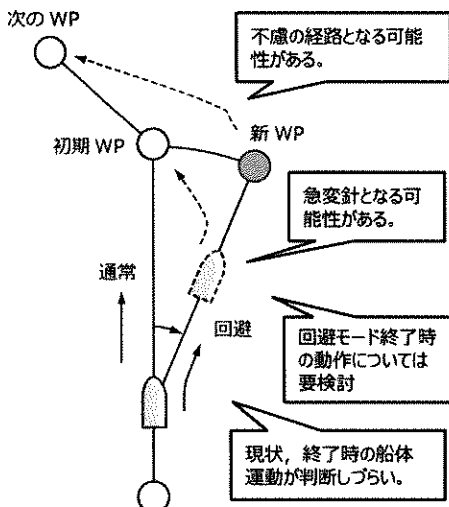 次の WP
不慮の経路となる可能
性がある。
初期 WP
新 WP
急変針となる可
能性がある。
通常
回避
回避モード終了時
の動作については
要検討
現状，終了時の船体
運動が判断しづらい。